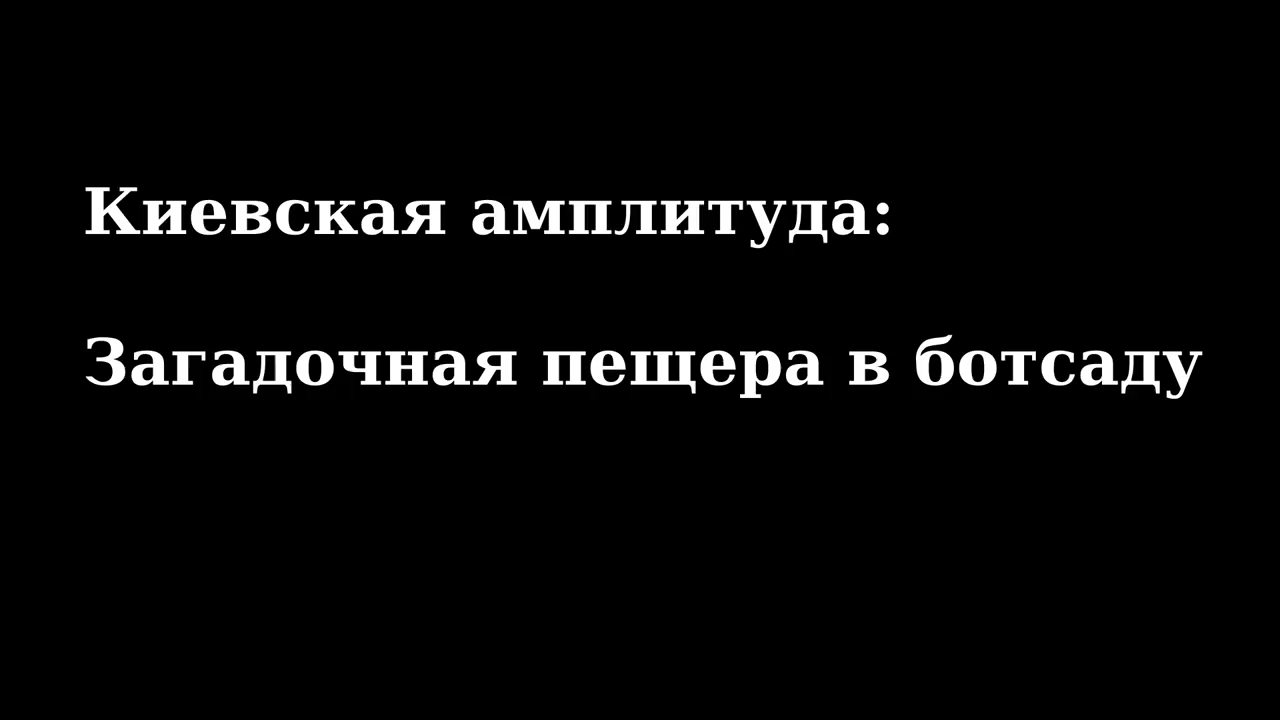 Киевская амплитуда:
Загадочная пещера в ботсаду